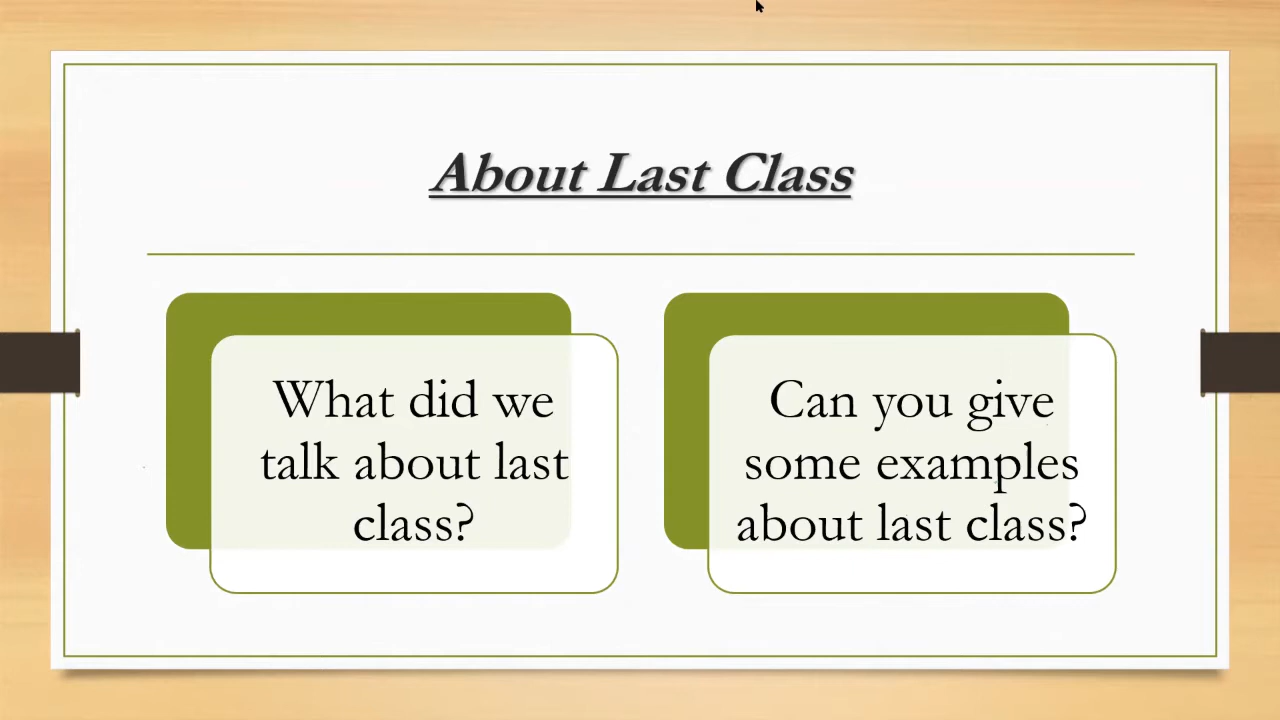 About Last Class
What did we
talk about last
class?
Can you give
some examples
about last class?